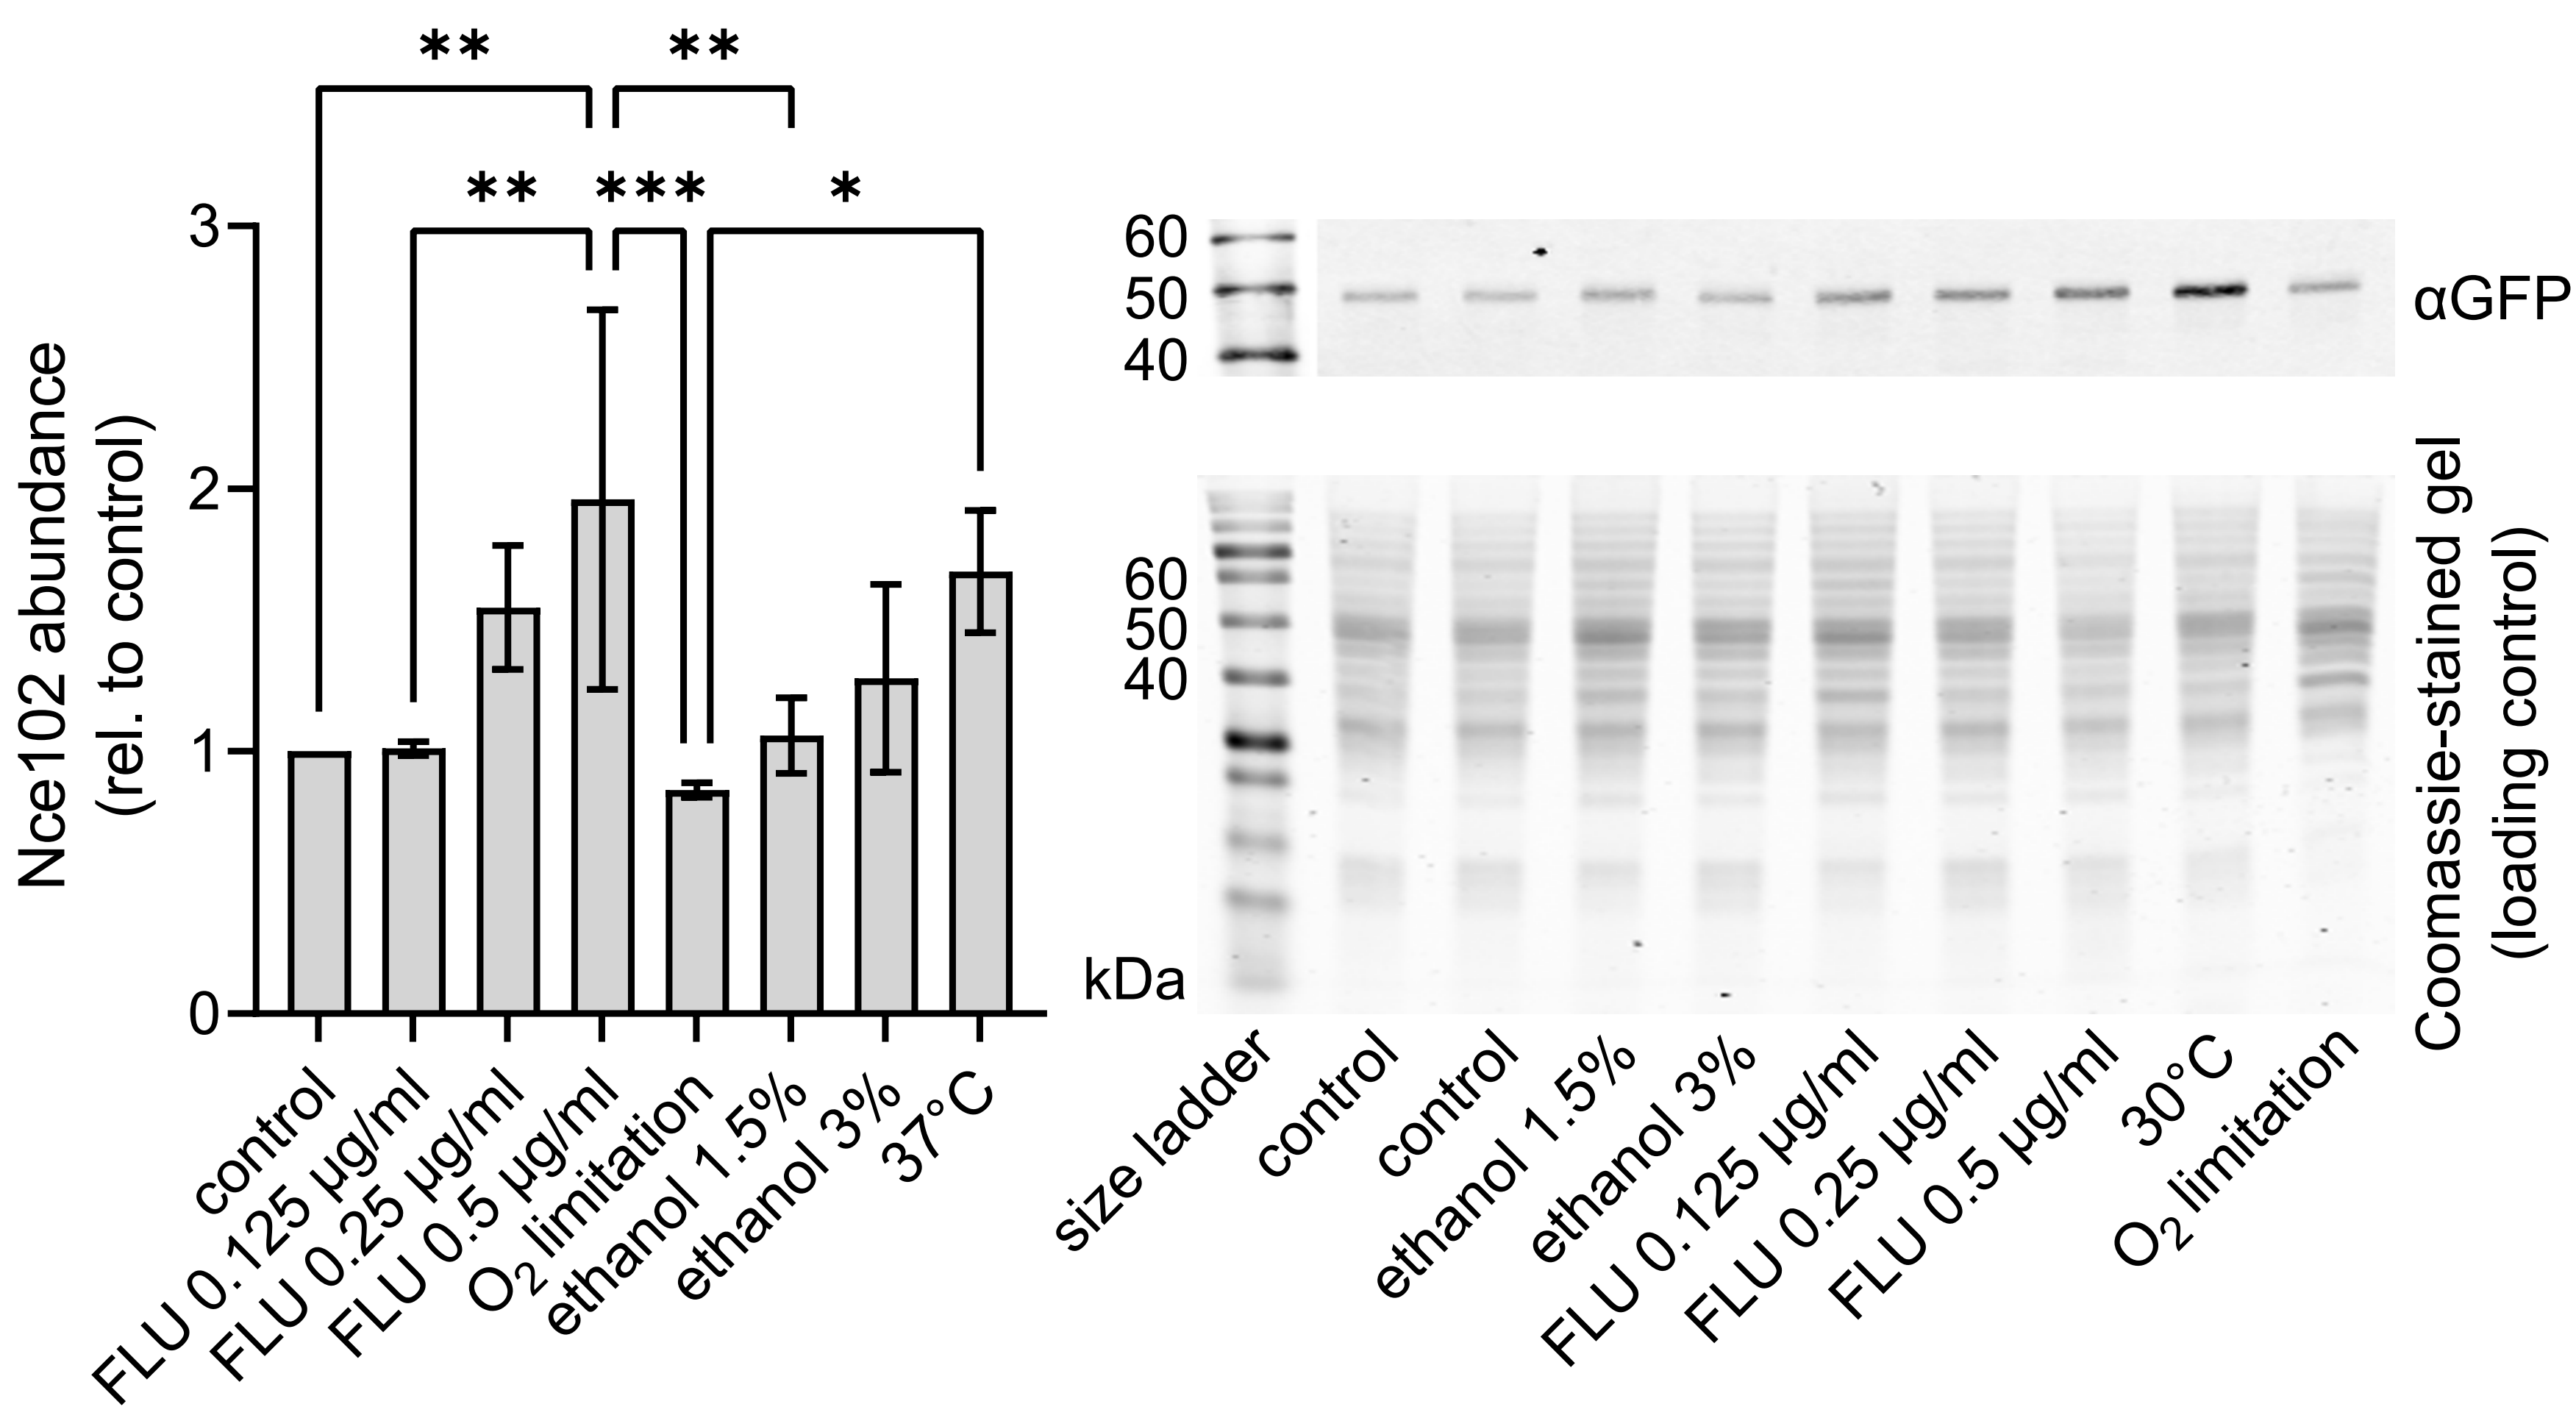 ** **
** *** *
3
2
1
0
Nce102 abundance
(rel. to control)
control
FLU 0.125 µg/ml
FLU 0.25 µg/ml
FLU 0.5 µg/ml
O₂ limitation
ethanol 1.5%
ethanol 3%
37°C
60
50
40
αGFP
60
50
40
kDa
Coomassie-stained gel
(loading control)
size ladder
control
control
ethanol 1.5%
ethanol 3%
FLU 0.125 µg/ml
FLU 0.25 µg/ml
FLU 0.5 µg/ml
30°C
O₂ limitation